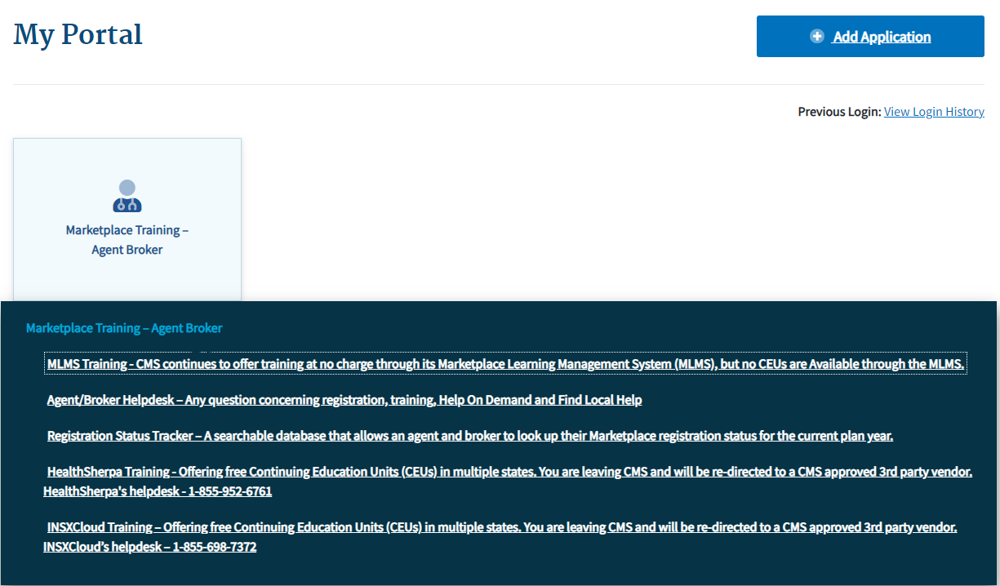 My Portal
Add Application
Previous Login: View Login History
Marketplace Training –
Agent Broker
Marketplace Training – Agent Broker
MLMS Training - CMS continues to offer training at no charge through its Marketplace Learning Management System (MLMS), but no CEUs are Available through the MLMS.
Agent/Broker Helpdesk – Any question concerning registration, training, Help On Demand and Find Local Help
Registration Status Tracker – A searchable database that allows an agent and broker to look up their Marketplace registration status for the current plan year.
HealthSherpa Training - Offering free Continuing Education Units (CEUs) in multiple states. You are leaving CMS and will be re-directed to a CMS approved 3rd party vendor.
HealthSherpa's helpdesk - 1-855-952-6761
INSXCloud Training – Offering free Continuing Education Units (CEUs) in multiple states. You are leaving CMS and will be re-directed to a CMS approved 3rd party vendor.
INSXCloud’s helpdesk – 1-855-698-7372